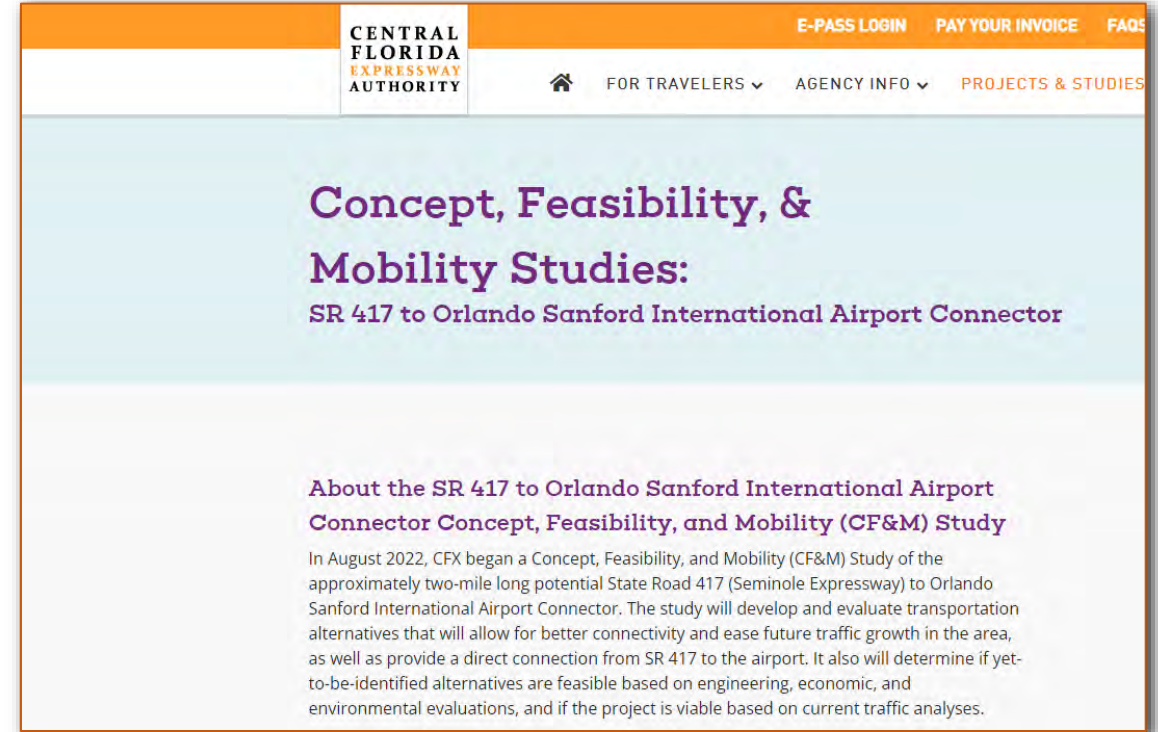 CENTRAL
FLORIDA
EXPRESSWAY
AUTHORITY
E-PASS LOGIN PAY YOUR INVOICE FAQS
FOR TRAVELERS AGENCY INFO PROJECTS & STUDIES
Concept, Feasibility, &
Mobility Studies:
SR 417 to Orlando Sanford International Airport Connector
About the SR 417 to Orlando Sanford International Airport
Connector Concept, Feasibility, and Mobility (CF&M) Study
In August 2022, CFX began a Concept, Feasibility, and Mobility (CF&M) Study of the
approximately two-mile long potential State Road 417 (Seminole Expressway) to Orlando
Sanford International Airport Connector. The study will develop and evaluate transportation
alternatives that will allow for better connectivity and ease future traffic growth in the area,
as well as provide a direct connection from SR 417 to the airport. It also will determine if yet-
to-be-identified alternatives are feasible based on engineering, economic, and
environmental evaluations, and if the project is viable based on current traffic analyses.